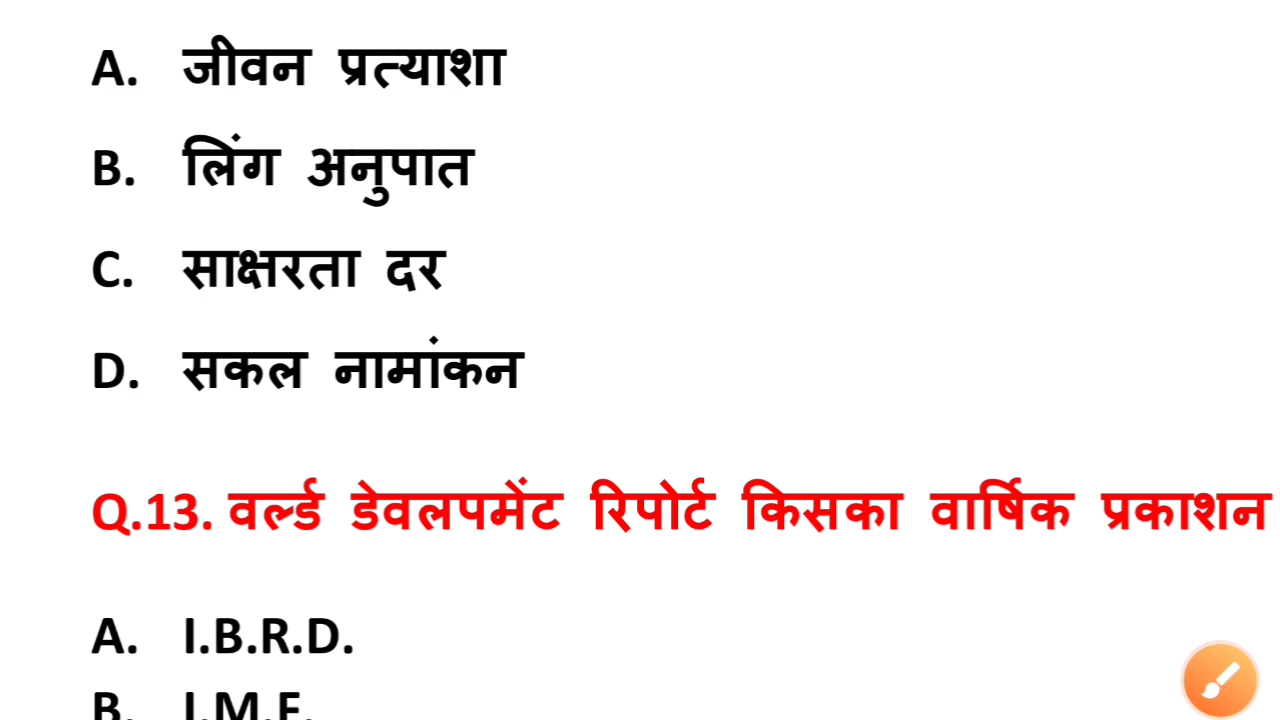 A. जीवन प्रत्याशा
B. लिंग अनुपात
C. साक्षरता दर
D. सकल नामांकन
Q.13. वर्ल्ड डेवलपमेंट रिपोर्ट किसका वार्षिक प्रकाशन
A. I.B.R.D.
B. I.M.F.